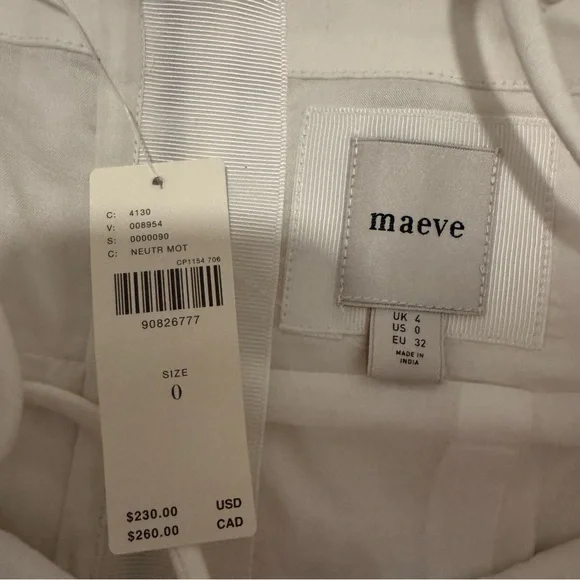 C: 4130
V: 008954
S: 0000090
C: NEUTR MOT
CP1154 706
90826777
SIZE
0
$230.00 USD
$260.00 CAD
maeve
UK 4
US 0
EU 32
MADE IN
INDIA